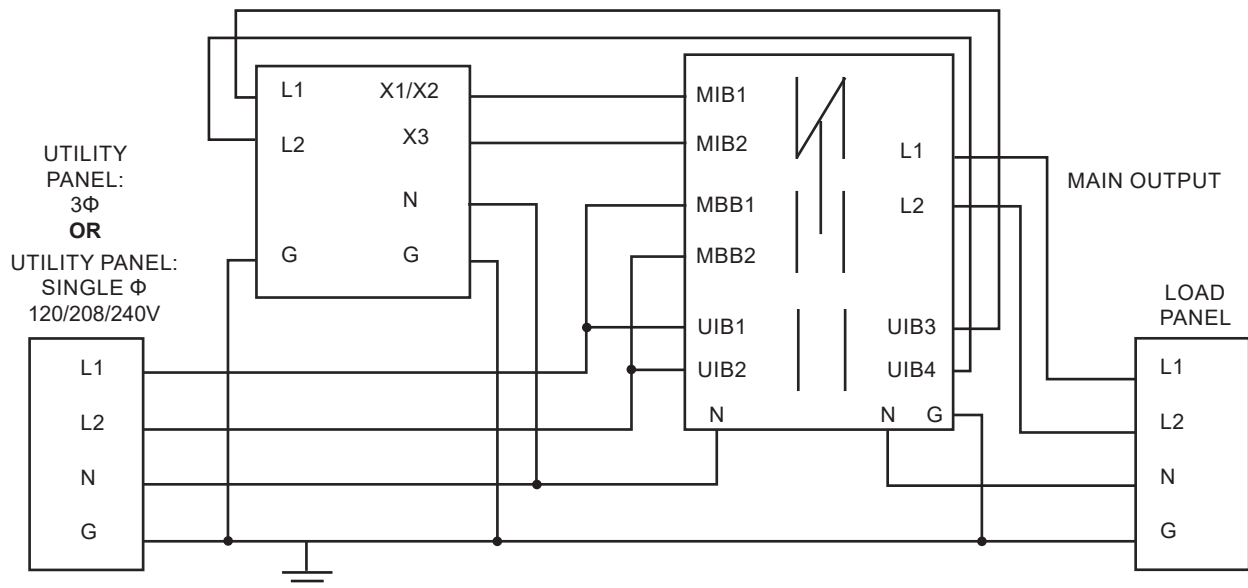 L1
X1/X2
L2
X3
N
G
G
MIB1
MIB2
MBB1
MBB2
UIB1
UIB2
N
L1
L2
UIB3
UIB4
N
G
MAIN OUTPUT
UTILITY
PANEL:
3Φ
OR
UTILITY PANEL:
SINGLE Φ
120/208/240V
L1
L2
N
G
LOAD
PANEL
L1
L2
N
G